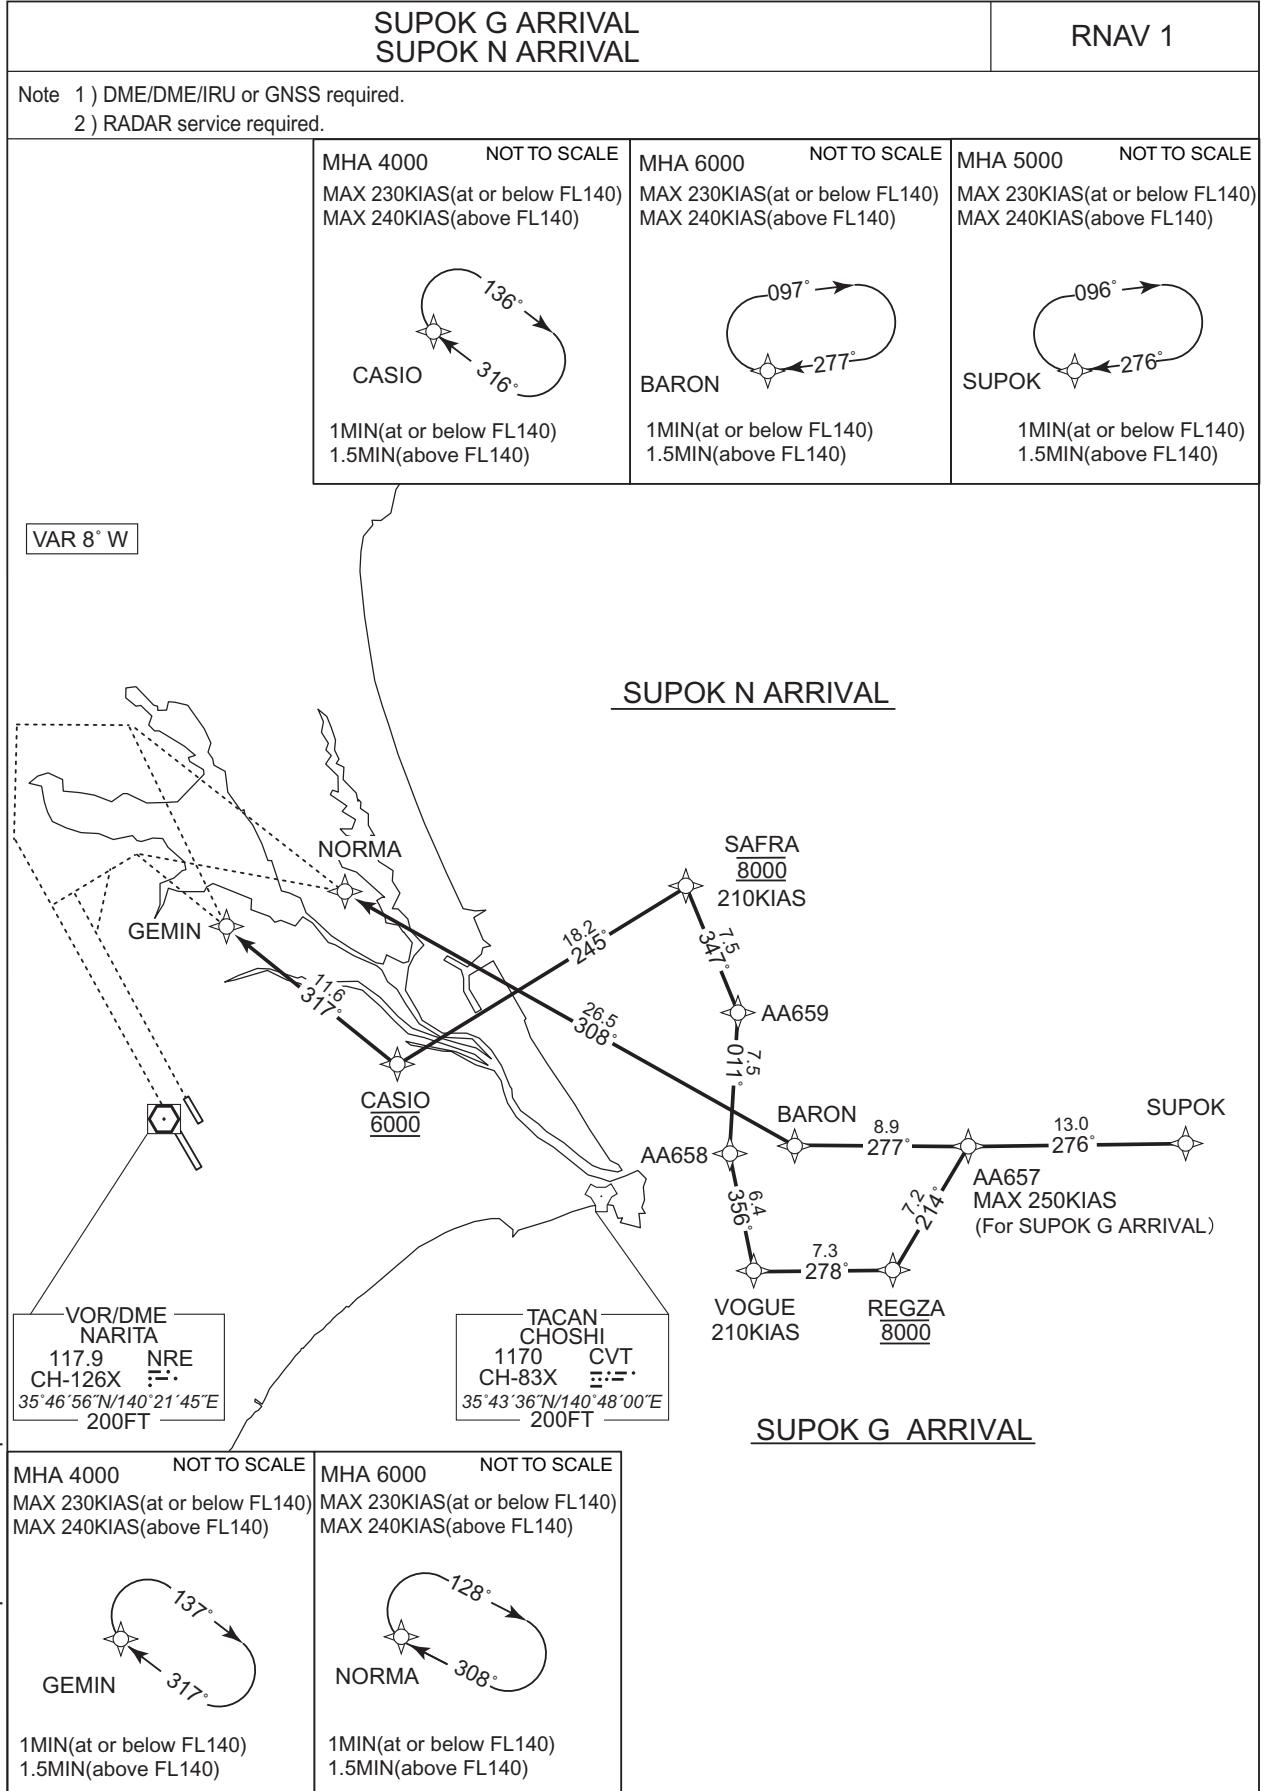 SUPOK G ARRIVAL
SUPOK N ARRIVAL
RNAV 1
Note 1 ) DME/DME/IRU or GNSS required.
2 ) RADAR service required.
MHA 4000 NOT TO SCALE
MAX 230KIAS(at or below FL140)
MAX 240KIAS(above FL140)
136°
316°
CASIO
1MIN(at or below FL140)
1.5MIN(above FL140)
MHA 6000 NOT TO SCALE
MAX 230KIAS(at or below FL140)
MAX 240KIAS(above FL140)
097°
277°
BARON
1MIN(at or below FL140)
1.5MIN(above FL140)
MHA 5000 NOT TO SCALE
MAX 230KIAS(at or below FL140)
MAX 240KIAS(above FL140)
096°
276°
SUPOK
1MIN(at or below FL140)
1.5MIN(above FL140)
VAR 8° W
SUPOK N ARRIVAL
NORMA
SAFRA
8000
210KIAS
GEMIN
18.2
245°
7.5
347°
11.6
317°
26.5
308°
AA659
7.5
011°
CASIO
6000
BARON
8.9
277°
13.0
276°
SUPOK
AA658
AA657
MAX 250KIAS
(For SUPOK G ARRIVAL)
6.4
356°
7.2
214°
7.3
278°
VOGUE
210KIAS
REGZA
8000
VOR/DME
NARITA
117.9 NRE
CH-126X
35°46´56˝N/140°21´45˝E
200FT
TACAN
CHOSHI
1170 CVT
CH-83X
35°43´36˝N/140°48´00˝E
200FT
SUPOK G ARRIVAL
MHA 4000 NOT TO SCALE
MAX 230KIAS(at or below FL140)
MAX 240KIAS(above FL140)
137°
317°
GEMIN
1MIN(at or below FL140)
1.5MIN(above FL140)
MHA 6000 NOT TO SCALE
MAX 230KIAS(at or below FL140)
MAX 240KIAS(above FL140)
128°
308°
NORMA
1MIN(at or below FL140)
1.5MIN(above FL140)